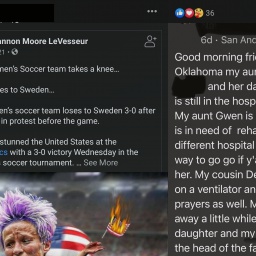 annon Moore LeVesseur
21 •
men's Soccer team takes a knee...
es to Sweden...
en's soccer team loses to Sweden 3-0 after
in protest before the game.
stunned the United States at the
cs with a 3-0 victory Wednesday in the
soccer tournament. ... See More
36
6d · San And
Good morning frie
Oklahoma my aun
and her da
is still in the hosp
My aunt Gwen is
is in need of reha
different hospital
way to go go if y'a
her. My cousin De
on a ventilator an
prayers as well. M
away a little while
daughter and my
the head of the fa